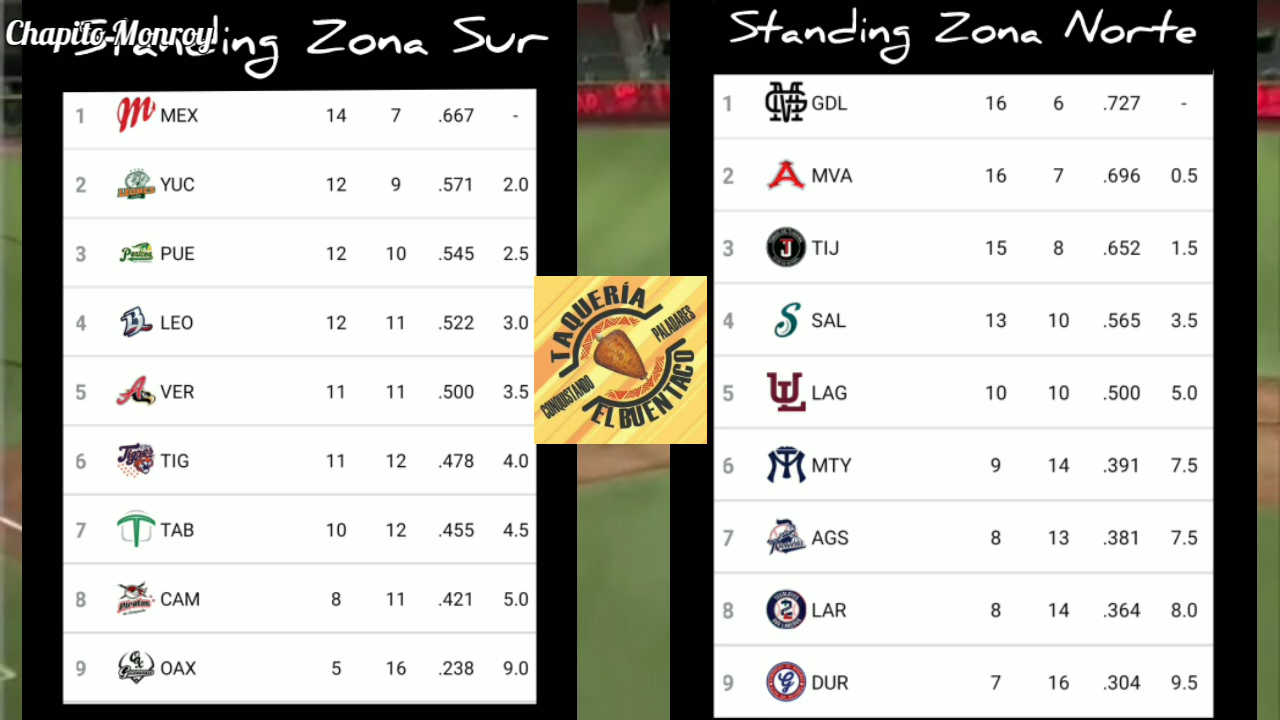 Chapito Monroy!
Standing Zona Sur
1 MEX 14 7 .667 -
2 YUC 12 9 .571 2.0
3 PUE 12 10 .545 2.5
4 LEO 12 11 .522 3.0
5 VER 11 11 .500 3.5
6 TIG 11 12 .478 4.0
7 TAB 10 12 .455 4.5
8 CAM 8 11 .421 5.0
9 OAX 5 16 .238 9.0
TAQUERÍA
EL BUEN TACO
CONQUISTANDO
PALADARES
Standing Zona Norte
1 GDL 16 6 .727 -
2 MVA 16 7 .696 0.5
3 TIJ 15 8 .652 1.5
4 SAL 13 10 .565 3.5
5 LAG 10 10 .500 5.0
6 MTY 9 14 .391 7.5
7 AGS 8 13 .381 7.5
8 LAR 8 14 .364 8.0
9 DUR 7 16 .304 9.5